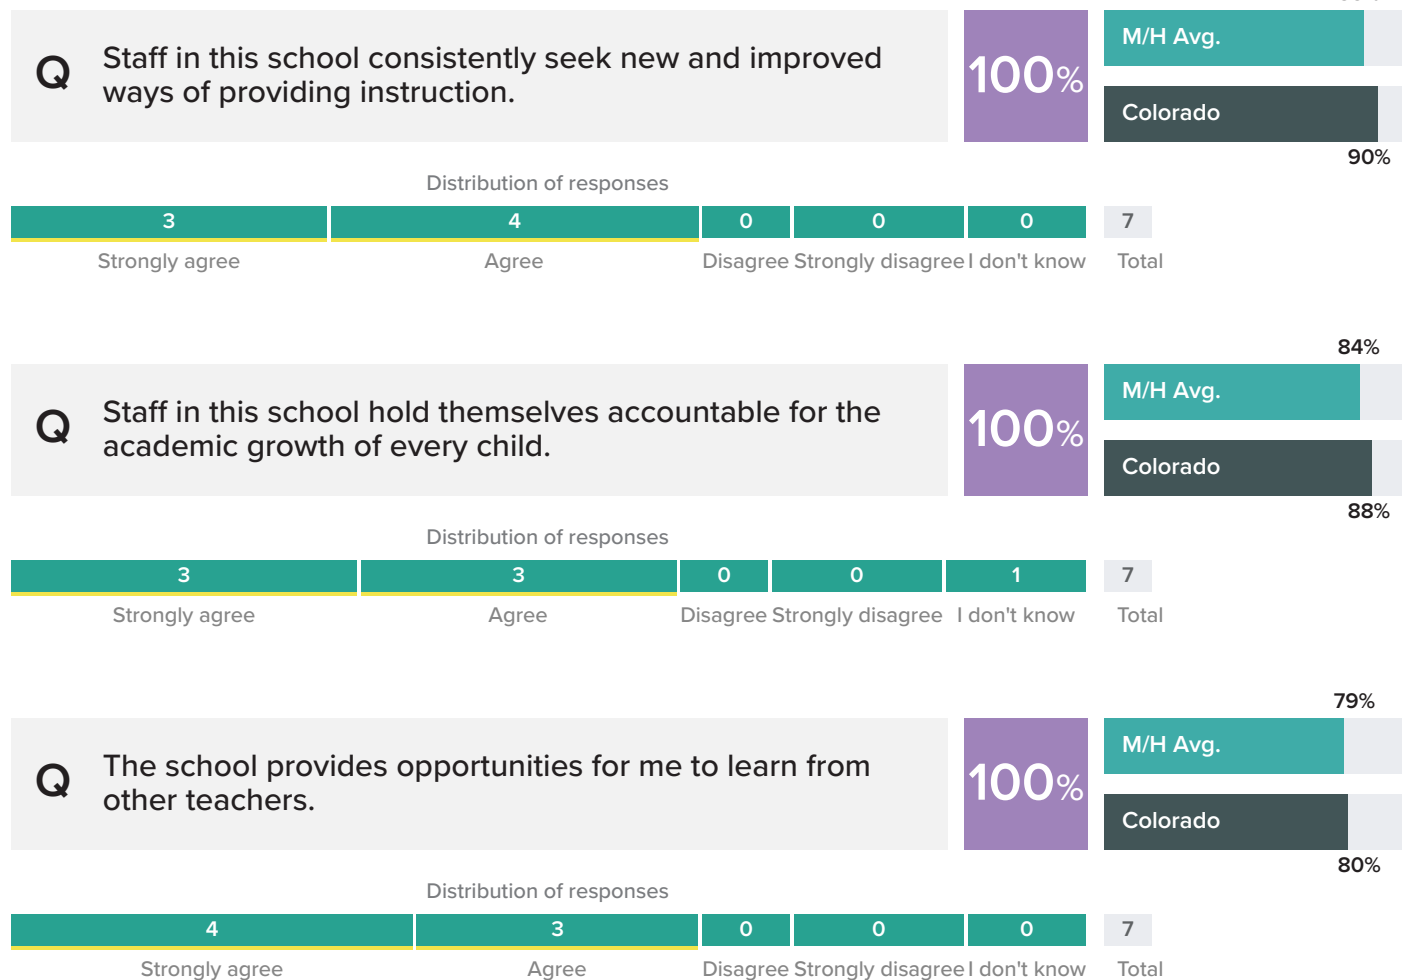 Q
Staff in this school consistently seek new and improved
ways of providing instruction.
100%
M/H Avg.
Colorado
90%
Distribution of responses
3 4 0 0 0 7
Strongly agree Agree Disagree Strongly disagree I don't know Total
84%
Q
Staff in this school hold themselves accountable for the
academic growth of every child.
100%
M/H Avg.
Colorado
88%
Distribution of responses
3 3 0 0 1 7
Strongly agree Agree Disagree Strongly disagree I don't know Total
79%
Q
The school provides opportunities for me to learn from
other teachers.
100%
M/H Avg.
Colorado
80%
Distribution of responses
4 3 0 0 0 7
Strongly agree Agree Disagree Strongly disagree I don't know Total